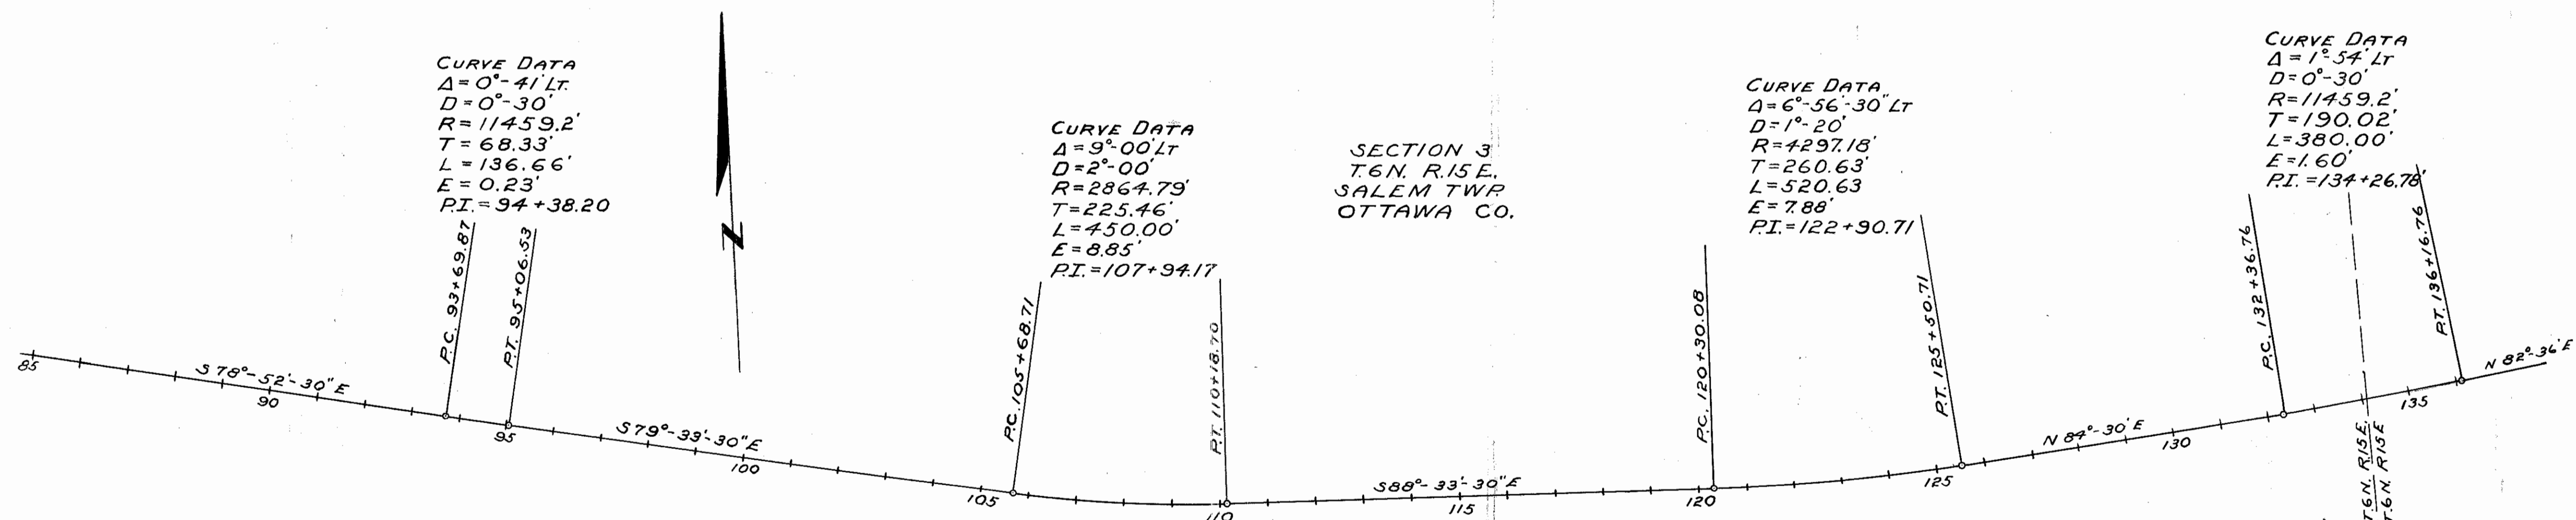 CURVE DATA
Δ=0°-41' LT.
D=0°-30'
R=11459.2'
T=68.33'
L=136.66'
E=0.23'
P.I.=94+38.20
P.C. 93+69.87
P.T. 95+06.53
N
CURVE DATA
Δ=9°-00' LT
D=2°-00'
R=2864.79'
T=225.46'
L=450.00'
E=8.85'
P.I.=107+94.17
P.C. 105+68.71
P.T. 110+18.70
SECTION 3
T.6N. R.15E.
SALEM TWP.
OTTAWA CO.
CURVE DATA
Δ=6°-56'-30" LT
D=1°-20'
R=4297.18'
T=260.63'
L=520.63
E=7.88'
P.I.=122+90.71
P.C. 120+30.08
P.T. 125+50.71
CURVE DATA
Δ=1°-54' LT
D=0°-30'
R=11459.2'
T=190.02'
L=380.00'
E=1.60'
P.I.=134+26.78'
P.C. 132+36.76
P.T. 136+16.76
85
S 78°-52'-30" E
90
95
S 79°-33'-30" E
100
105
110
S 88°-33'-30" E
115
120
125
N 84°-30' E
130
135
N 82°-36' E
T.6N. R15E.
T.6N. R15E